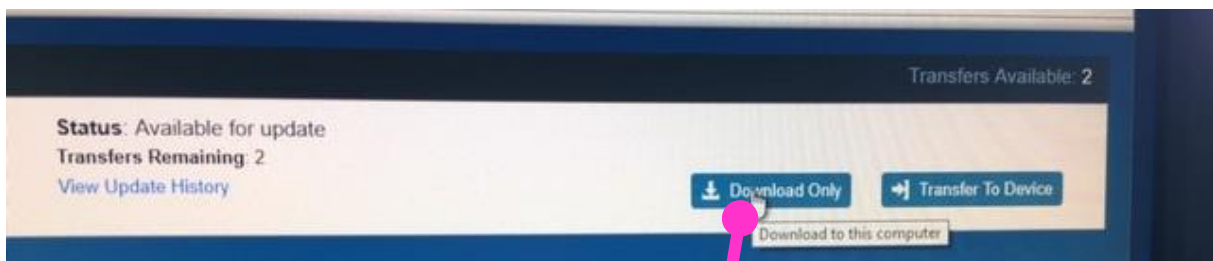 Transfers Available: 2
Status: Available for update
Transfers Remaining: 2
View Update History
Download Only
Transfer To Device
Download to this computer